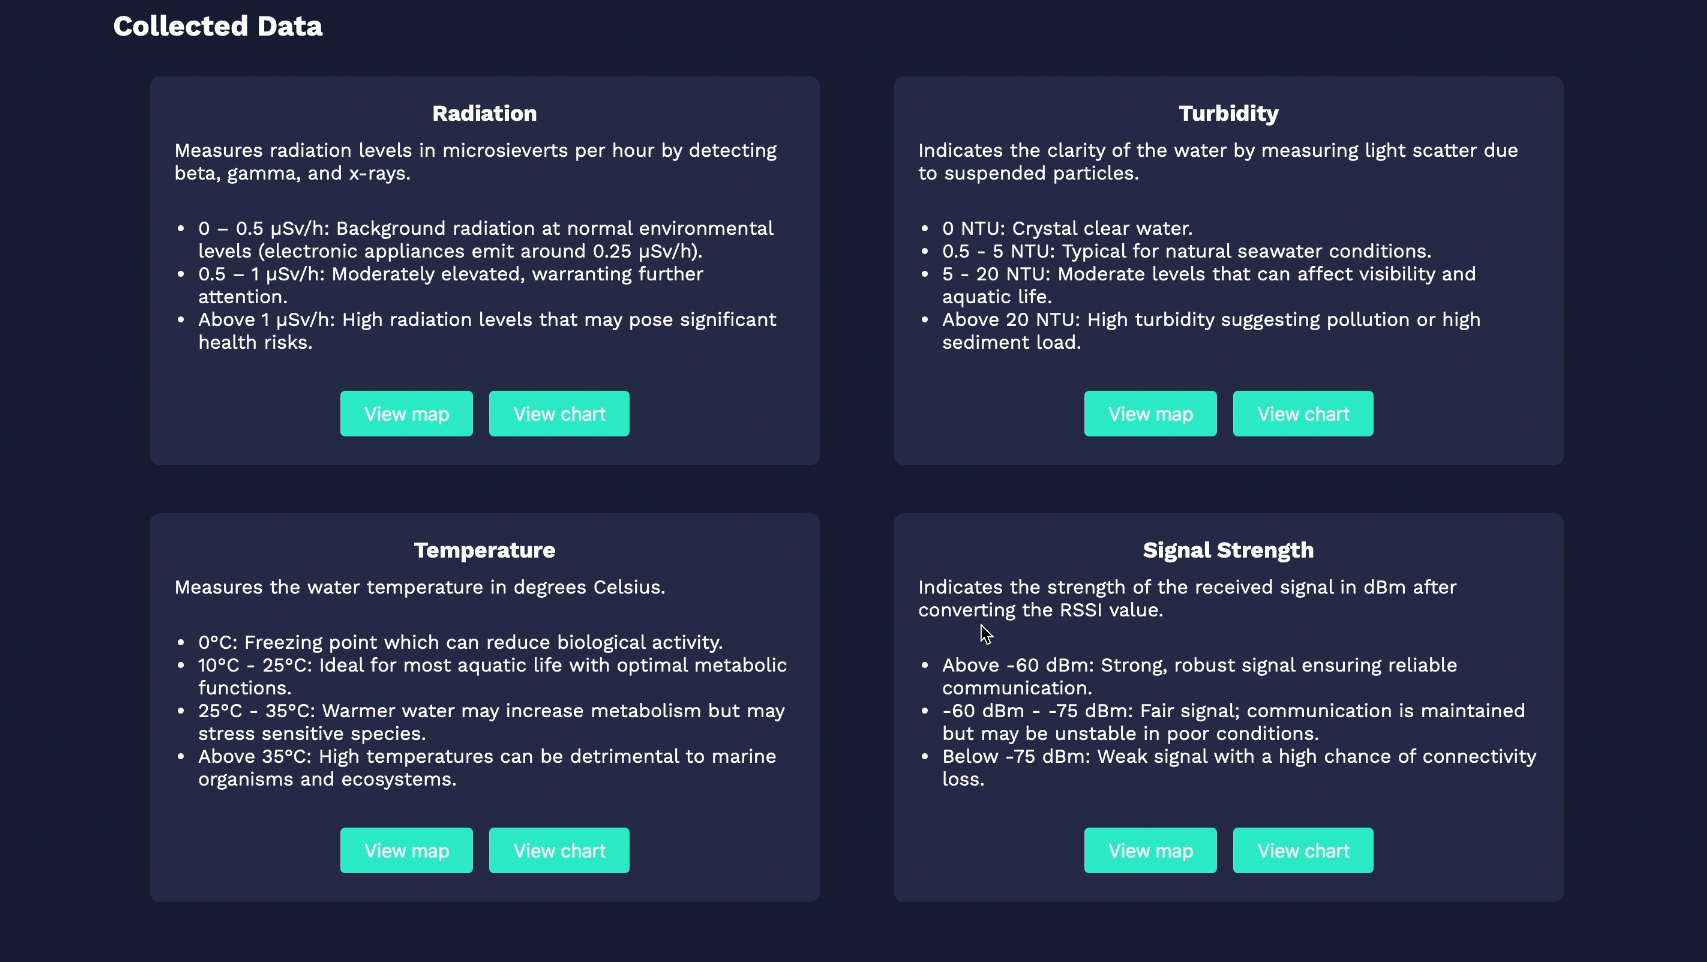 Collected Data
Radiation
Measures radiation levels in microsieverts per hour by detecting
beta, gamma, and x-rays.
• 0 – 0.5 µSv/h: Background radiation at normal environmental
levels (electronic appliances emit around 0.25 µSv/h).
• 0.5 – 1 µSv/h: Moderately elevated, warranting further
attention.
• Above 1 µSv/h: High radiation levels that may pose significant
health risks.
View map
View chart
Turbidity
Indicates the clarity of the water by measuring light scatter due
to suspended particles.
• 0 NTU: Crystal clear water.
• 0.5 - 5 NTU: Typical for natural seawater conditions.
• 5 - 20 NTU: Moderate levels that can affect visibility and
aquatic life.
• Above 20 NTU: High turbidity suggesting pollution or high
sediment load.
View map
View chart
Temperature
Measures the water temperature in degrees Celsius.
• 0°C: Freezing point which can reduce biological activity.
• 10°C - 25°C: Ideal for most aquatic life with optimal metabolic
functions.
• 25°C - 35°C: Warmer water may increase metabolism but may
stress sensitive species.
• Above 35°C: High temperatures can be detrimental to marine
organisms and ecosystems.
View map
View chart
Signal Strength
Indicates the strength of the received signal in dBm after
converting the RSSI value.
• Above -60 dBm: Strong, robust signal ensuring reliable
communication.
• -60 dBm - -75 dBm: Fair signal; communication is maintained
but may be unstable in poor conditions.
• Below -75 dBm: Weak signal with a high chance of connectivity
loss.
View map
View chart